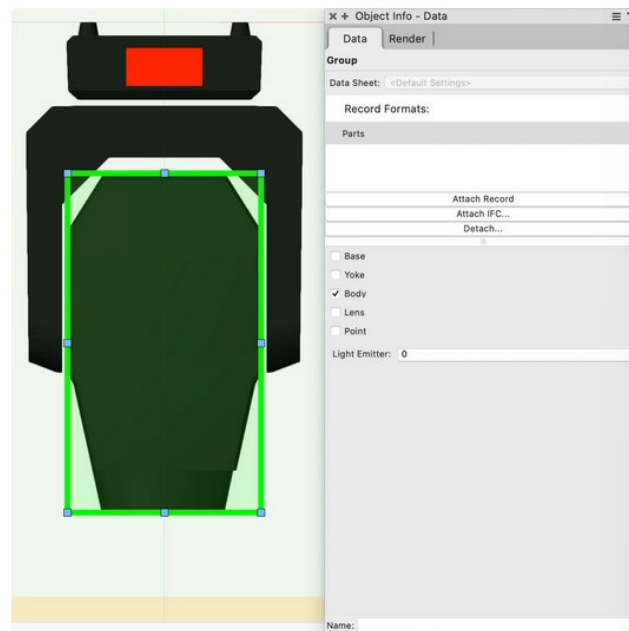 Object Info - Data
Data
Render
Group
Data Sheet: <Default Settings>
Record Formats:
Parts
Attach Record
Attach IFC...
Detach...
Base
Yoke
Body
Lens
Point
Light Emitter: 0
Name: